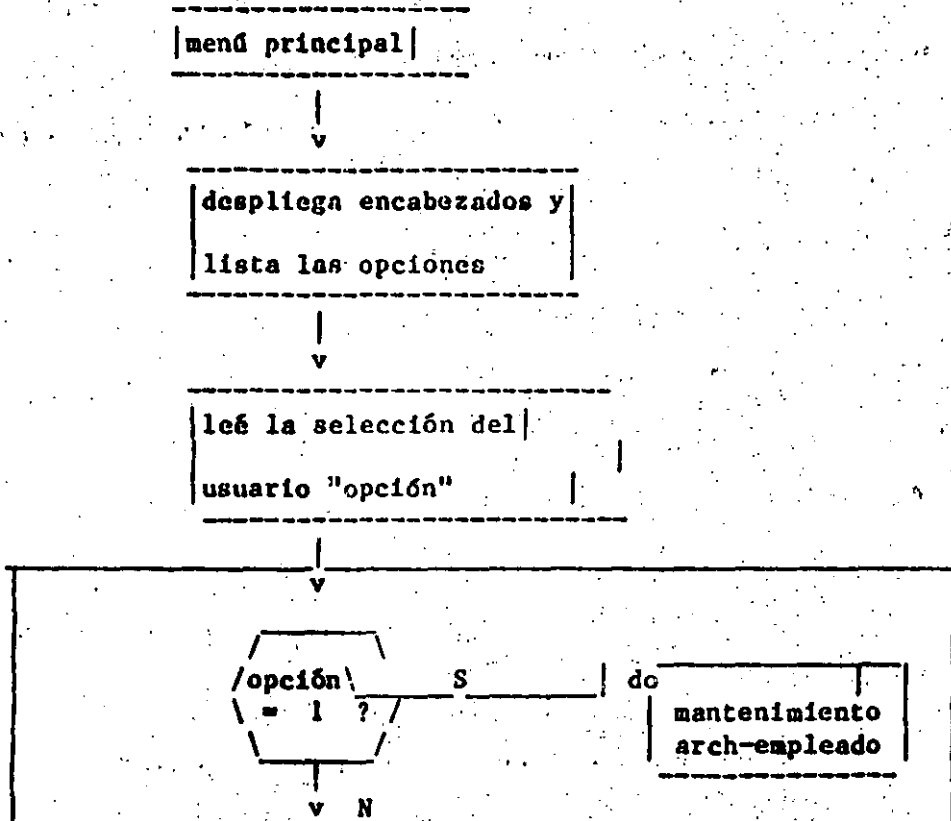 menú principal
v
despliega encabezados y
lista las opciones
v
leé la selección del
usuario "opción"
v
opción S do
= 1 ? mantenimiento
arch-empleado
v N